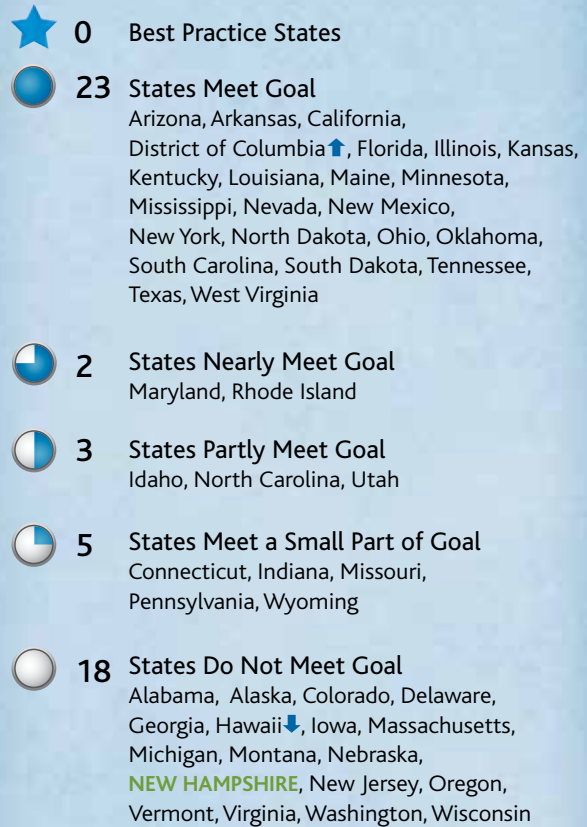 0 Best Practice States
23 States Meet Goal
Arizona, Arkansas, California,
District of Columbia⬆, Florida, Illinois, Kansas,
Kentucky, Louisiana, Maine, Minnesota,
Mississippi, Nevada, New Mexico,
New York, North Dakota, Ohio, Oklahoma,
South Carolina, South Dakota, Tennessee,
Texas, West Virginia
2 States Nearly Meet Goal
Maryland, Rhode Island
3 States Partly Meet Goal
Idaho, North Carolina, Utah
5 States Meet a Small Part of Goal
Connecticut, Indiana, Missouri,
Pennsylvania, Wyoming
18 States Do Not Meet Goal
Alabama, Alaska, Colorado, Delaware,
Georgia, Hawaii⬇, Iowa, Massachusetts,
Michigan, Montana, Nebraska,
NEW HAMPSHIRE, New Jersey, Oregon,
Vermont, Virginia, Washington, Wisconsin